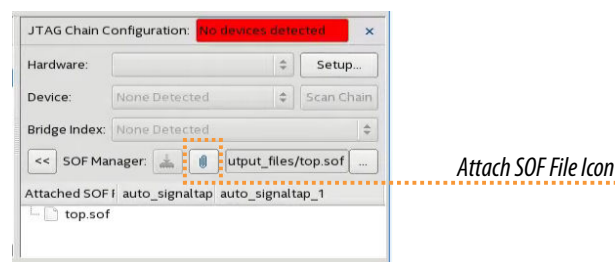 JTAG Chain Configuration: No devices detected ×
Hardware: Setup...
Device: None Detected Scan Chain
Bridge Index: None Detected
<< SOF Manager: utput_files/top.sof ...
Attach SOF File Icon
Attached SOF F auto_signaltap auto_signaltap_1
top.sof